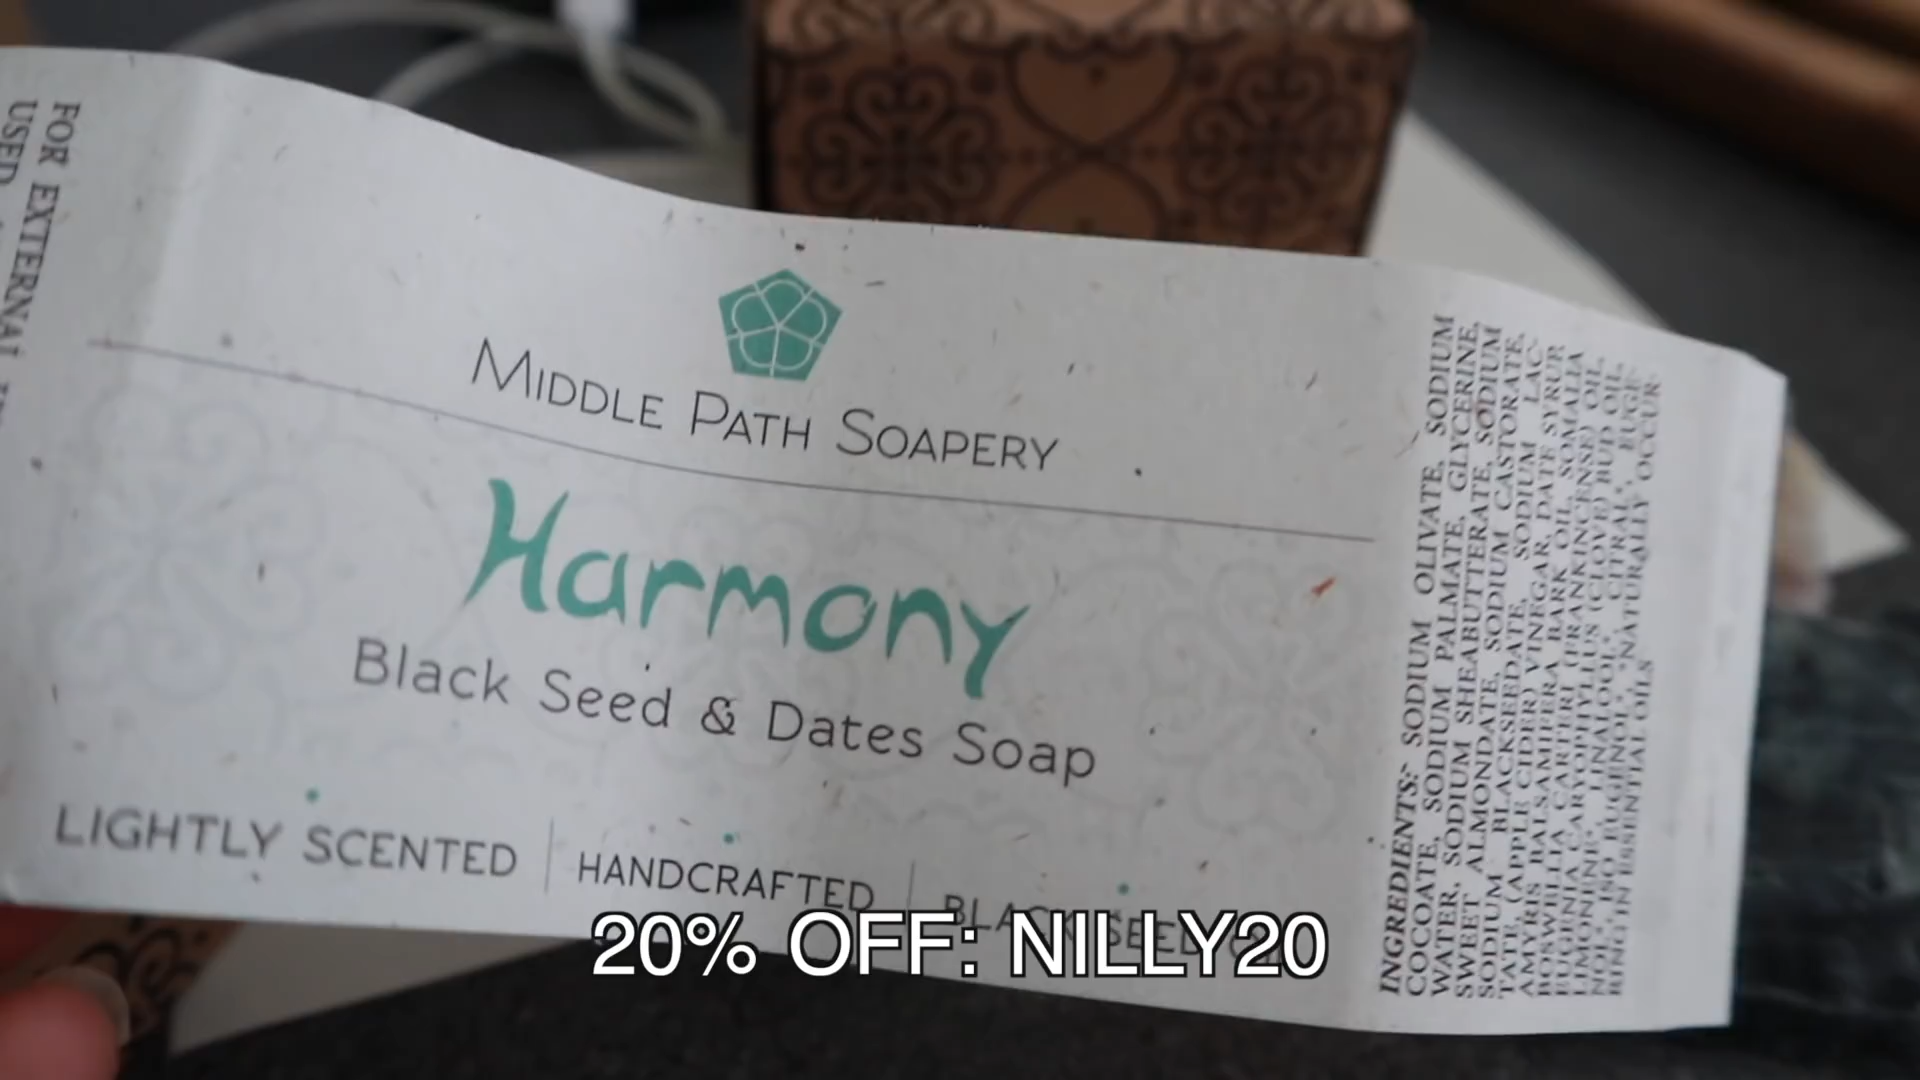 FOR EXTERNAL
USED
MIDDLE PATH SOAPERY
Harmony
Black Seed & Dates Soap
LIGHTLY SCENTED | HANDCRAFTED | BLACK SEED
20% OFF: NILLY20
INGREDIENTS: SODIUM OLIVATE, SODIUM
COCOATE, SODIUM PALMATE, GLYCERINE,
WATER, SODIUM SHEABUTTERATE, SODIUM
SWEET ALMONDATE, SODIUM CASTORATE,
SODIUM BLACKSEEDATE, SODIUM LAC-
TATE, (APPLE CIDER) VINEGAR, DATE SYRUP,
AMYRIS BALSAMIFERA BARK OIL, SOMALIA
BOSWELLIA CARTERI (FRANKINCENSE) OIL,
EUGENIA CARYOPHYLLUS (CLOVE) BUD OIL,
LIMONENE*, LINALOOL*, CITRAL*, EUGE-
NOL*, ISO EUGENOL* *NATURALLY OCCUR-
RING IN ESSENTIAL OILS